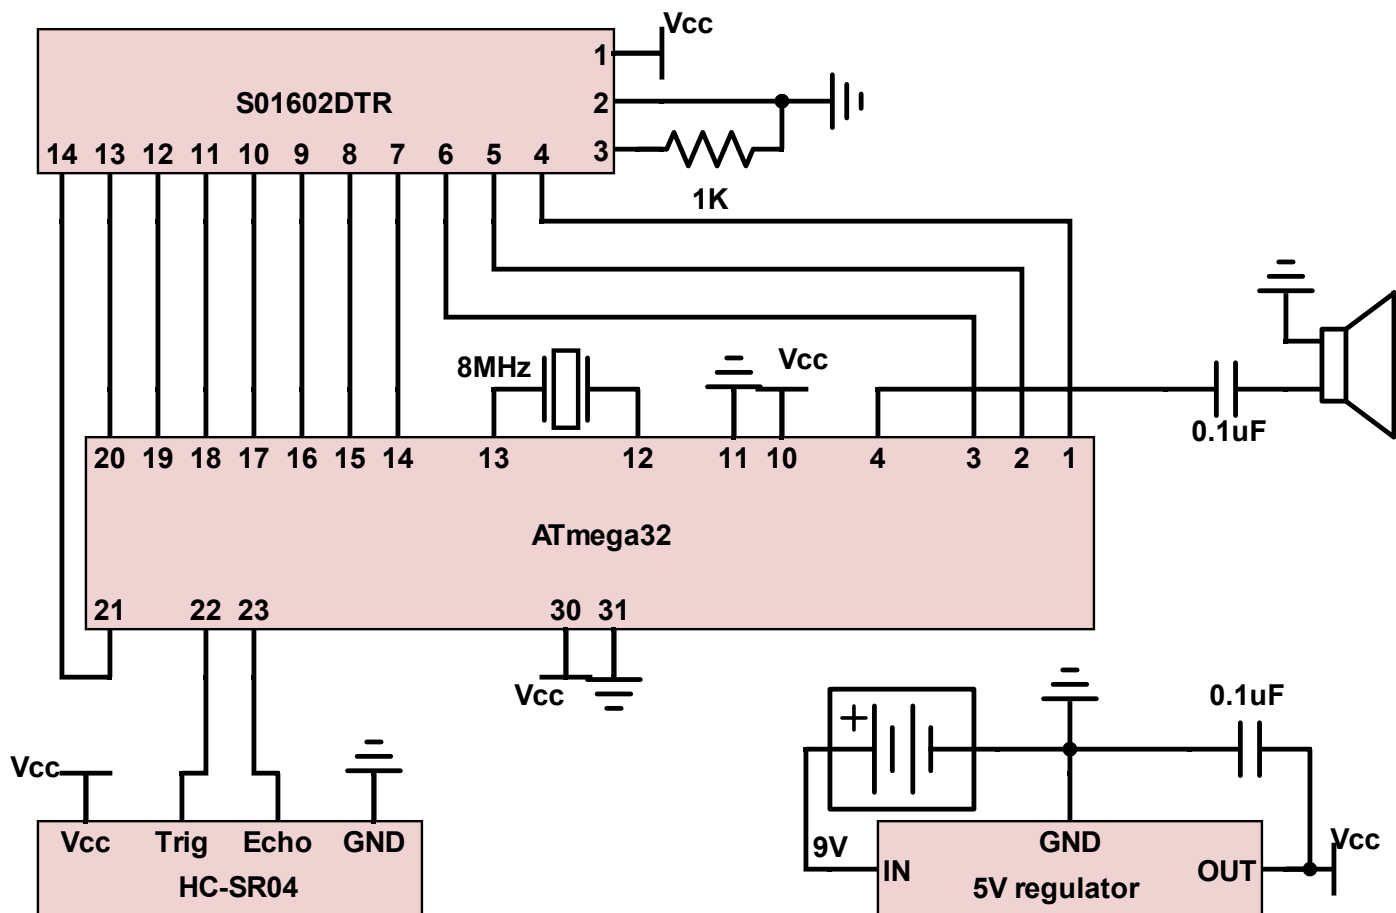 Vcc
1
S01602DTR
2
14 13 12 11 10 9 8 7 6 5 4 3
1K
8MHz
Vcc
0.1uF
20 19 18 17 16 15 14 13 12 11 10 4 3 2 1
ATmega32
21 22 23 30 31
Vcc
0.1uF
+
Vcc
Vcc Trig Echo GND
HC-SR04
9V
GND
Vcc
IN
OUT
5V regulator